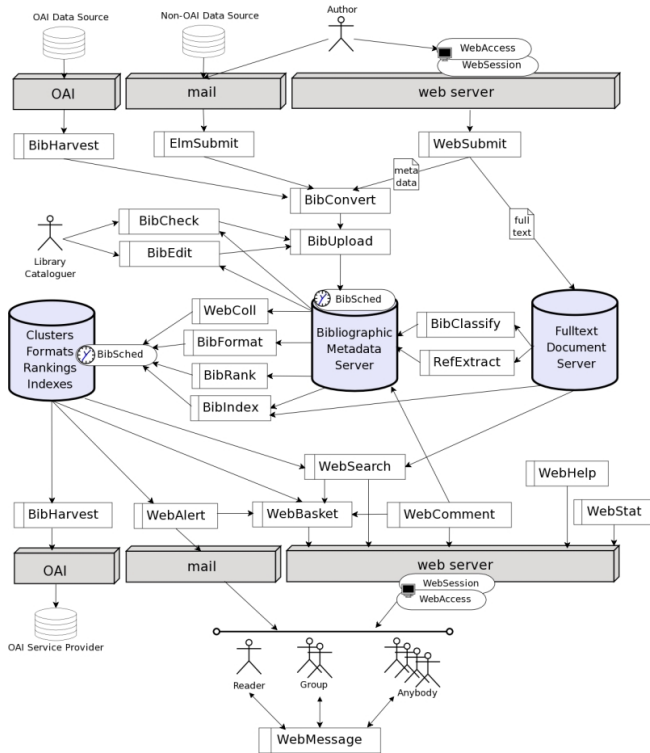 OAI Data Source
Non-OAI Data Source
Author
WebAccess
WebSession
OAI
mail
web server
BibHarvest
ElmSubmit
WebSubmit
meta
data
BibConvert
full
text
BibCheck
BibEdit
BibUpload
Library
Cataloguer
BibSched
WebColl
BibFormat
BibRank
BibIndex
Clusters
Formats
Rankings
Indexes
BibSched
Bibliographic
Metadata
Server
BibClassify
RefExtract
Fulltext
Document
Server
WebSearch
WebHelp
BibHarvest
WebAlert
WebBasket
WebComment
WebStat
OAI
mail
web server
WebSession
WebAccess
OAI Service Provider
Reader
Group
Anybody
WebMessage